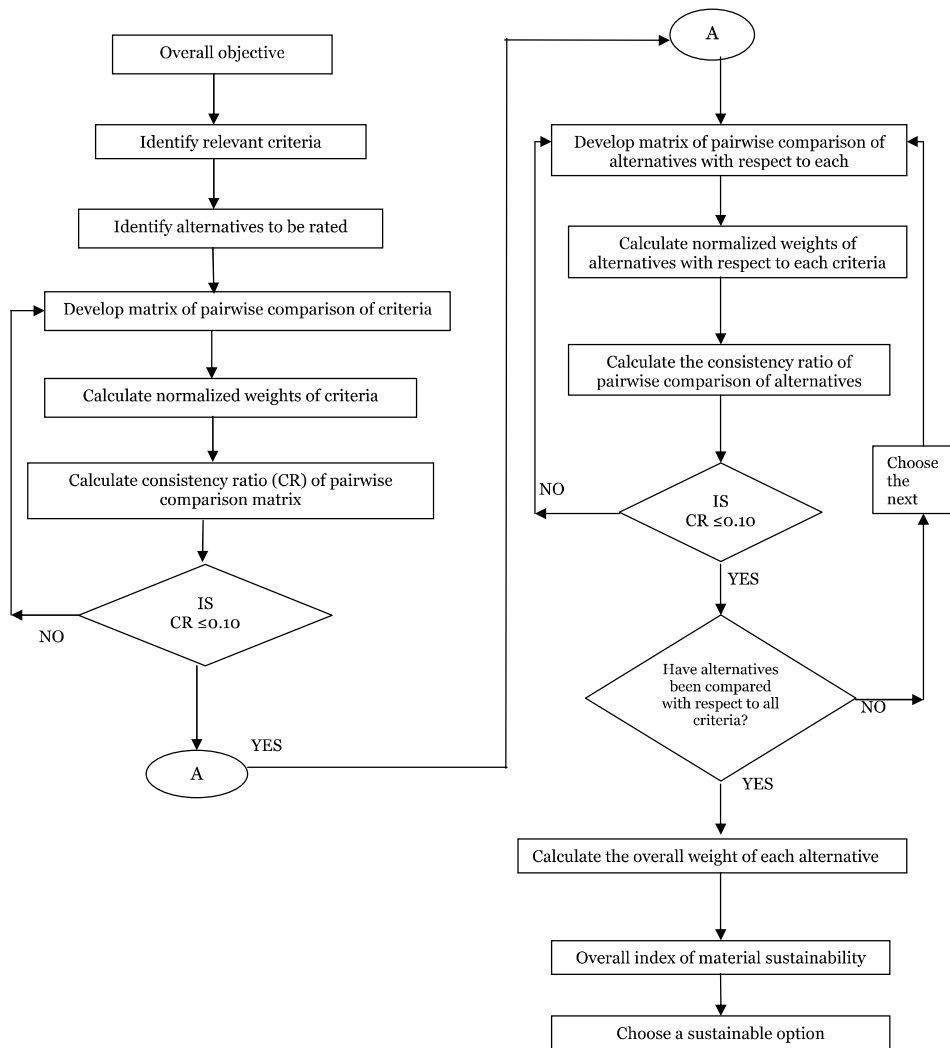 Overall objective
Identify relevant criteria
Identify alternatives to be rated
Develop matrix of pairwise comparison of criteria
Calculate normalized weights of criteria
Calculate consistency ratio (CR) of pairwise
comparison matrix
IS
CR ≤0.10
NO
YES
A
A
Develop matrix of pairwise comparison of
alternatives with respect to each
Calculate normalized weights of
alternatives with respect to each criteria
Calculate the consistency ratio of
pairwise comparison of alternatives
Choose
the
next
NO
IS
CR ≤0.10
YES
Have alternatives
been compared
with respect to all
criteria?
NO
YES
Calculate the overall weight of each alternative
Overall index of material sustainability
Choose a sustainable option